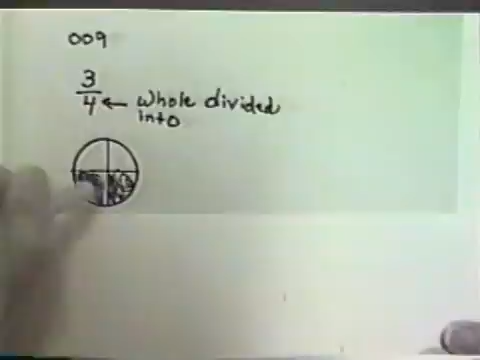 009
3
4 ← whole divided
into